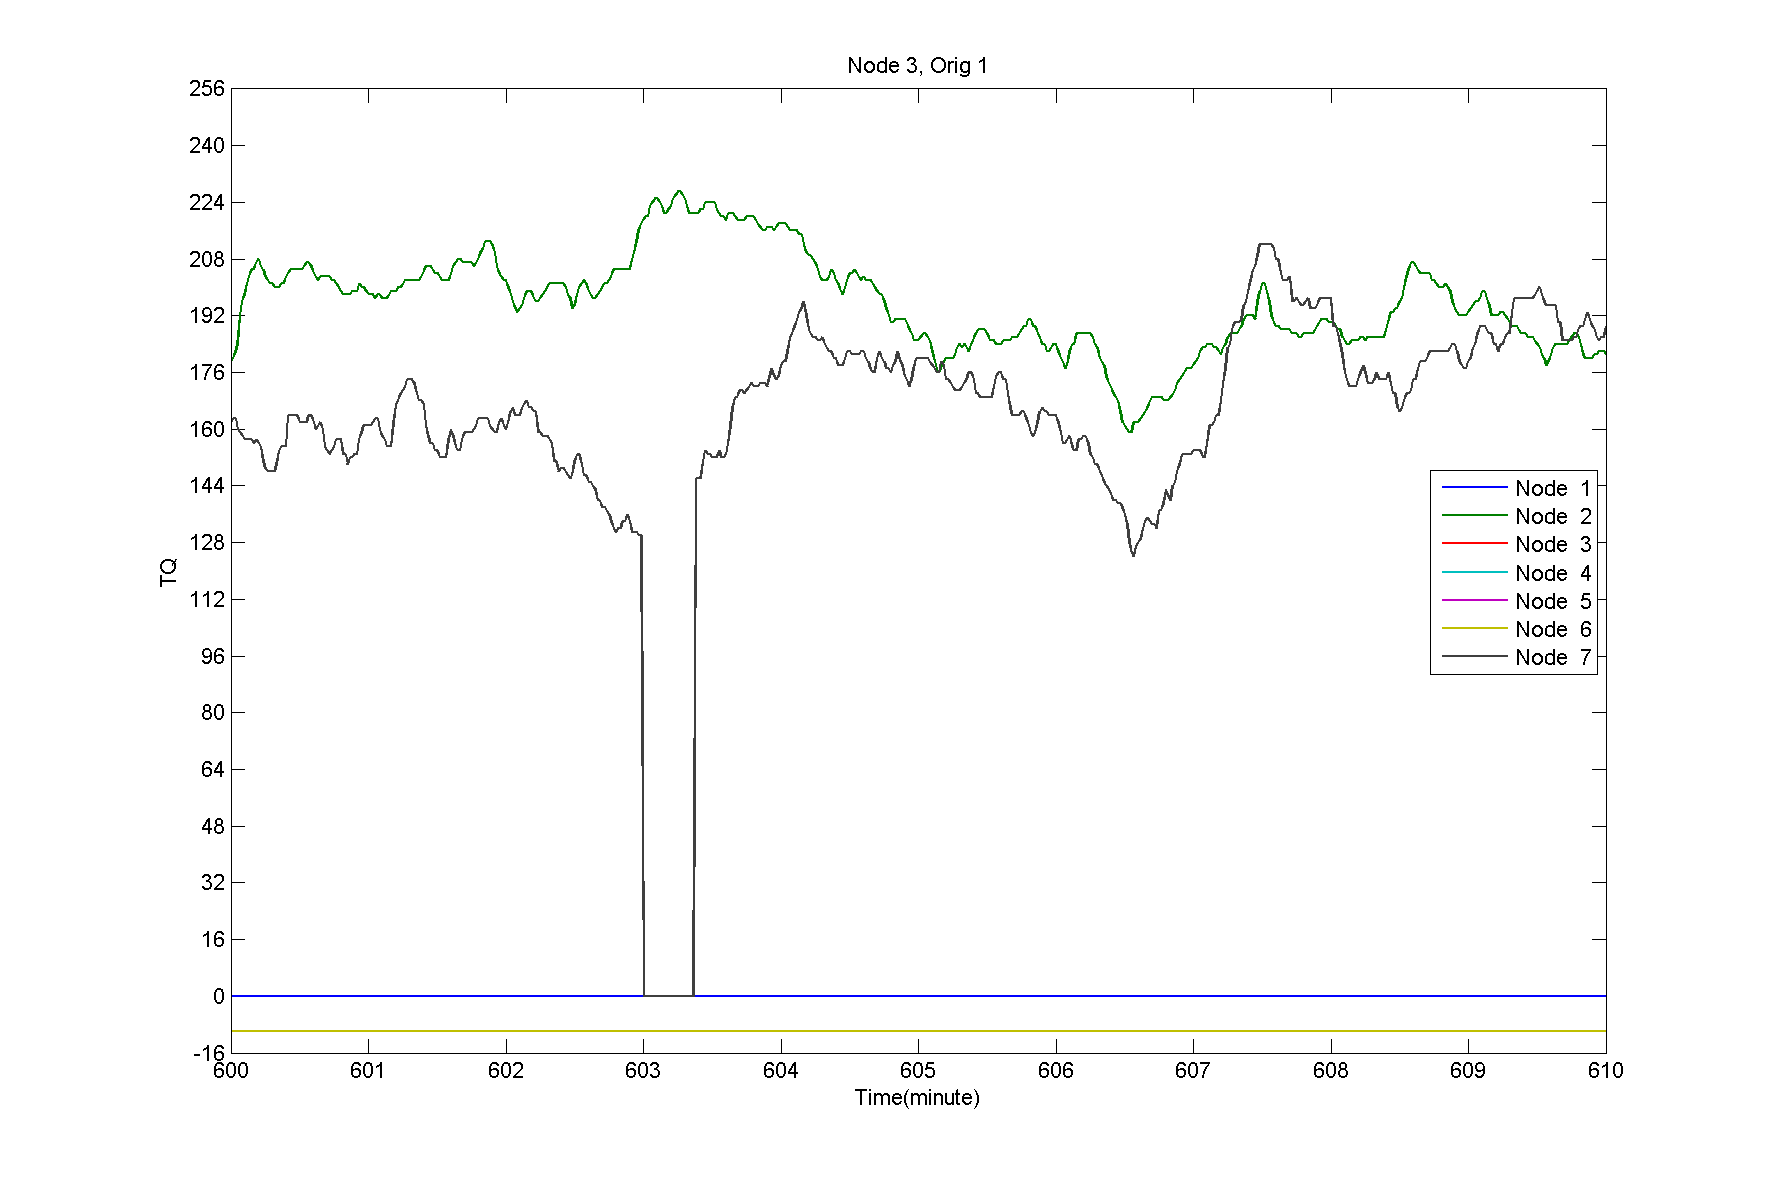 Node 3, Orig 1
256
240
224
208
192
176
160
144
128
112
96
80
64
48
32
16
0
-16
TQ
Node 1
Node 2
Node 3
Node 4
Node 5
Node 6
Node 7
600 601 602 603 604 605 606 607 608 609 610
Time(minute)